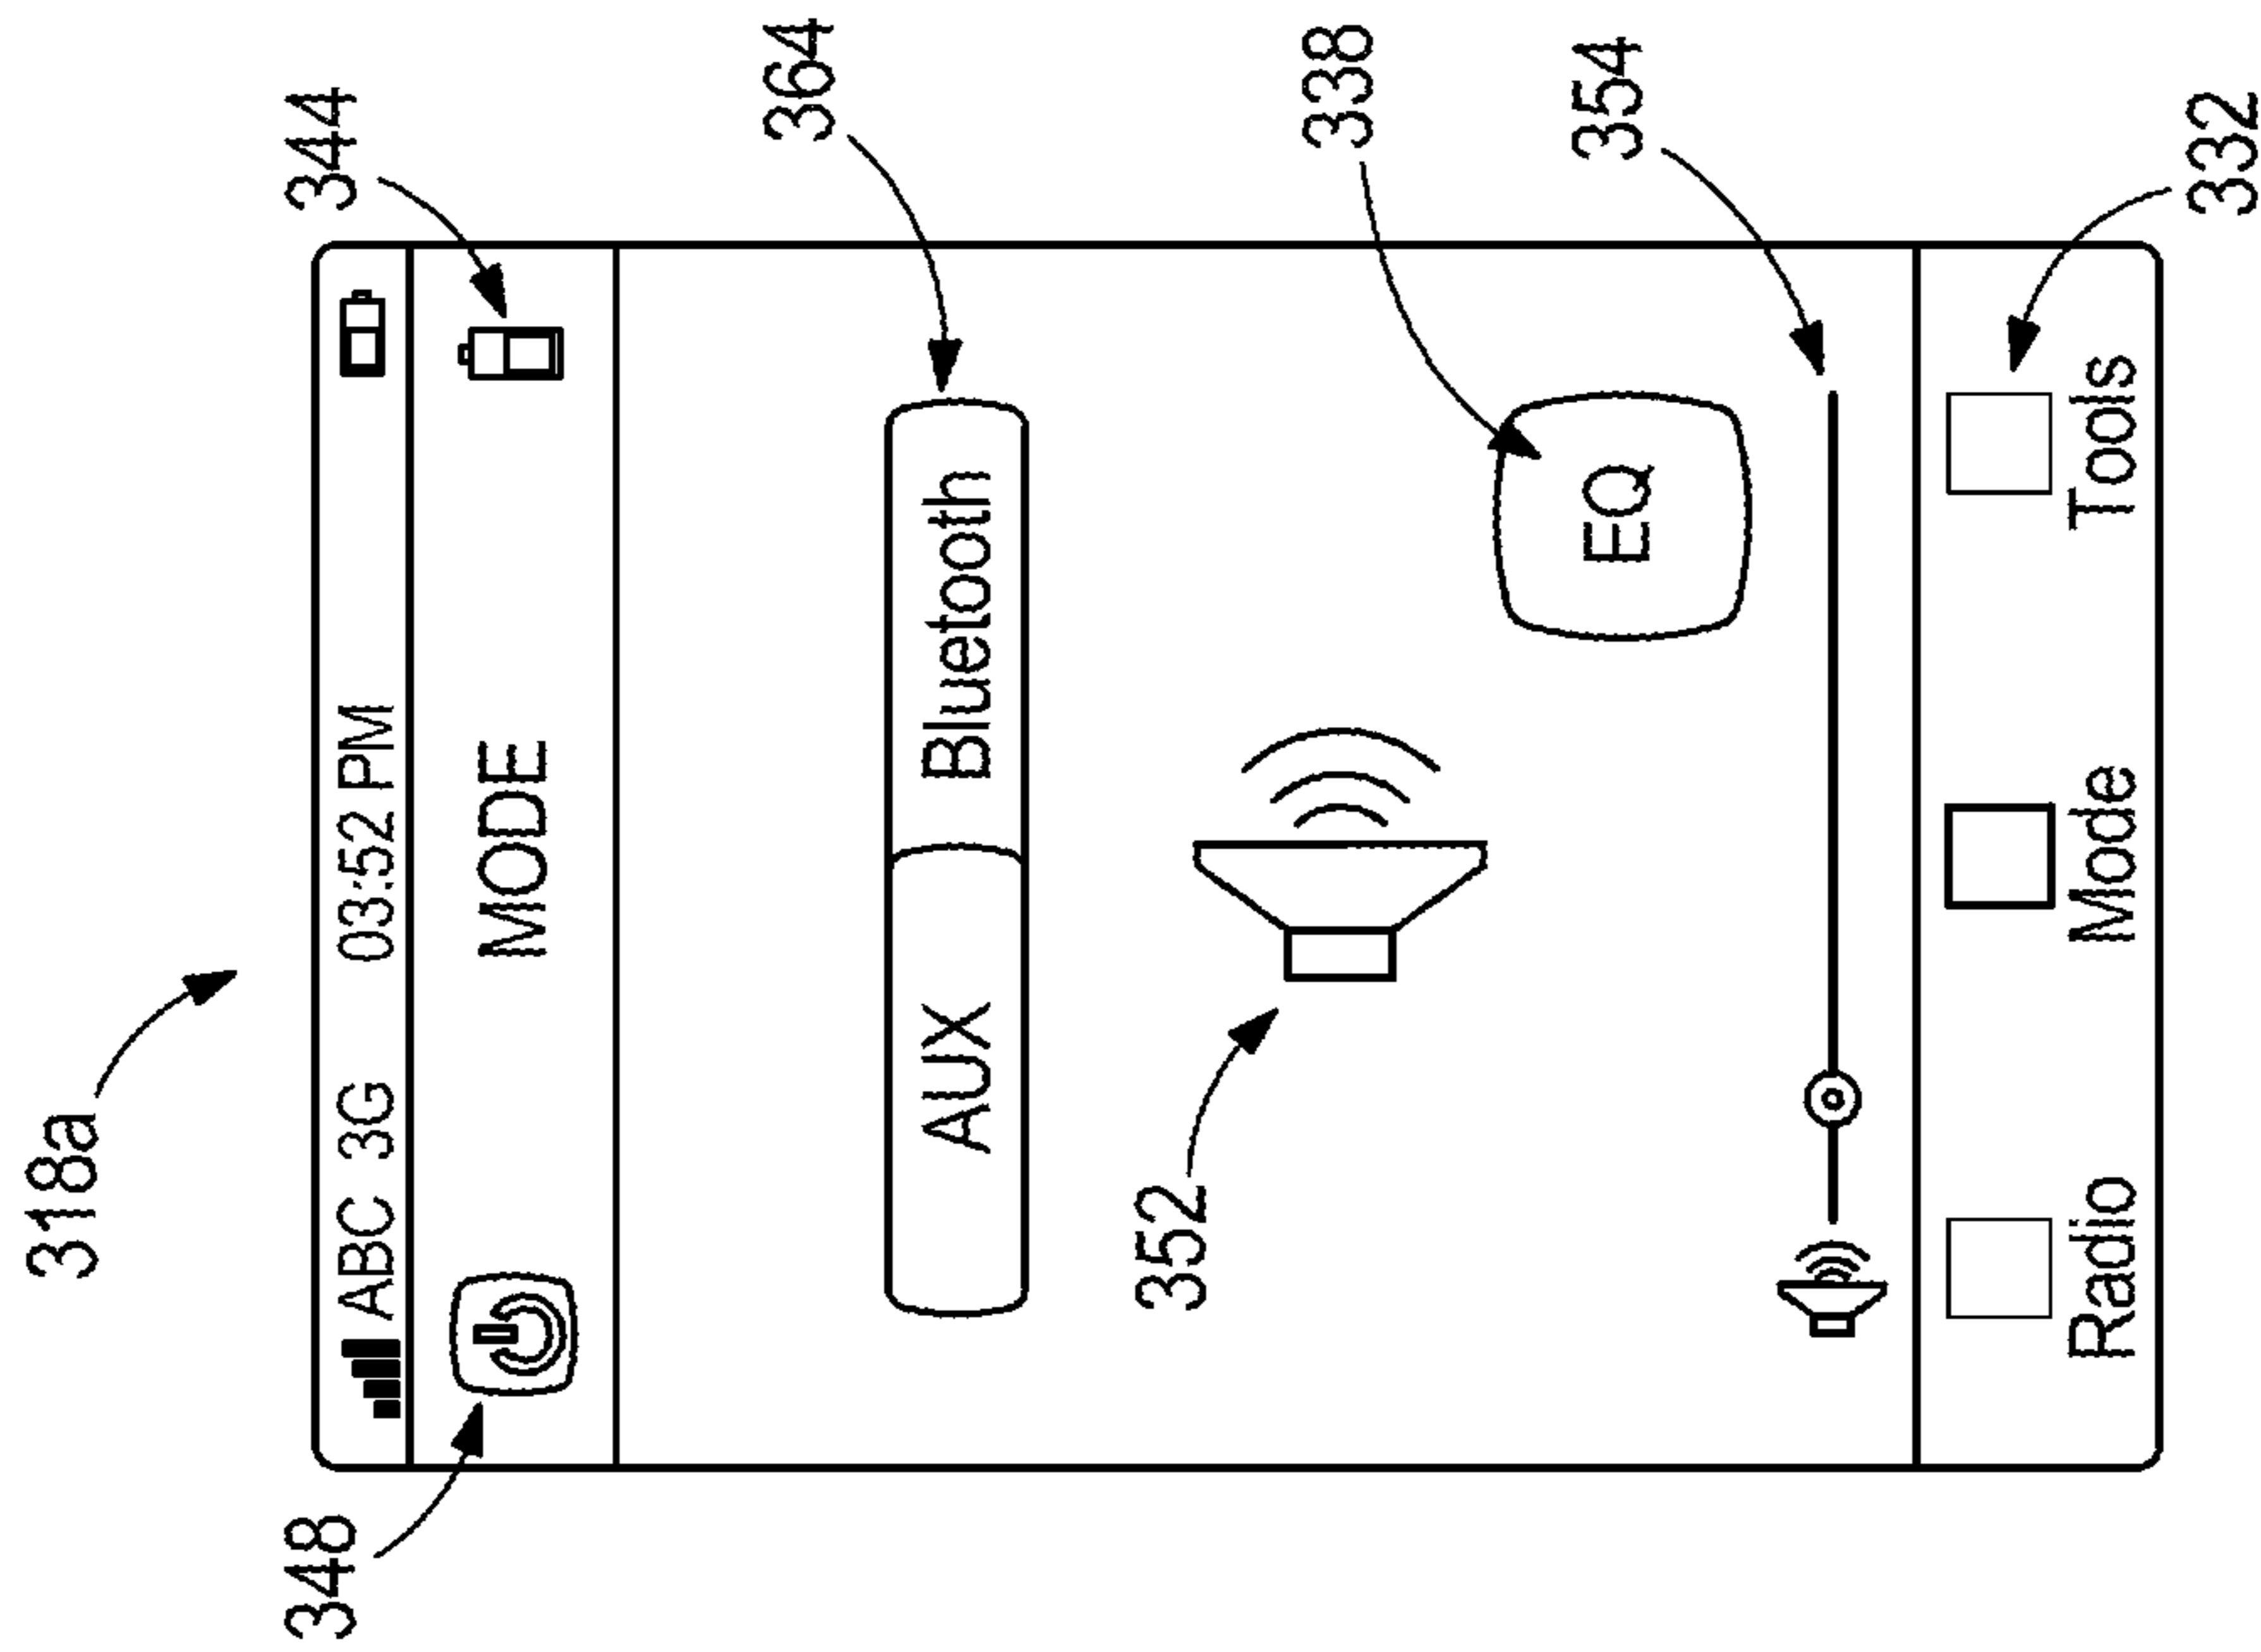 318a
348
344
ABC 3G 03:52 PM
MODE
364
AUX Bluetooth
352
338
EQ
354
Radio Mode Tools
332